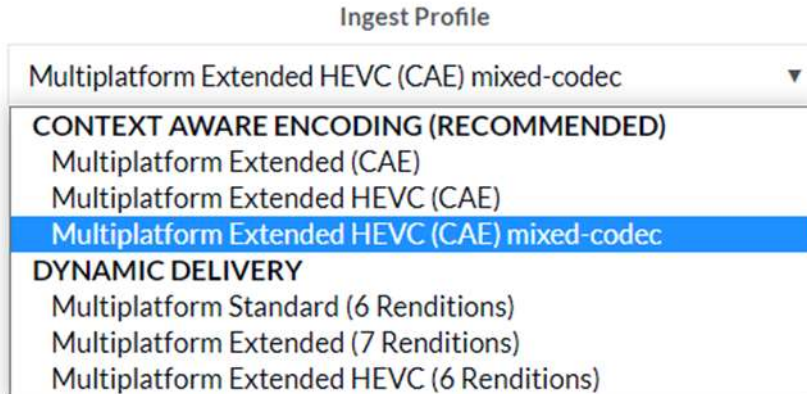 Ingest Profile
Multiplatform Extended HEVC (CAE) mixed-codec
CONTEXT AWARE ENCODING (RECOMMENDED)
Multiplatform Extended (CAE)
Multiplatform Extended HEVC (CAE)
Multiplatform Extended HEVC (CAE) mixed-codec
DYNAMIC DELIVERY
Multiplatform Standard (6 Renditions)
Multiplatform Extended (7 Renditions)
Multiplatform Extended HEVC (6 Renditions)